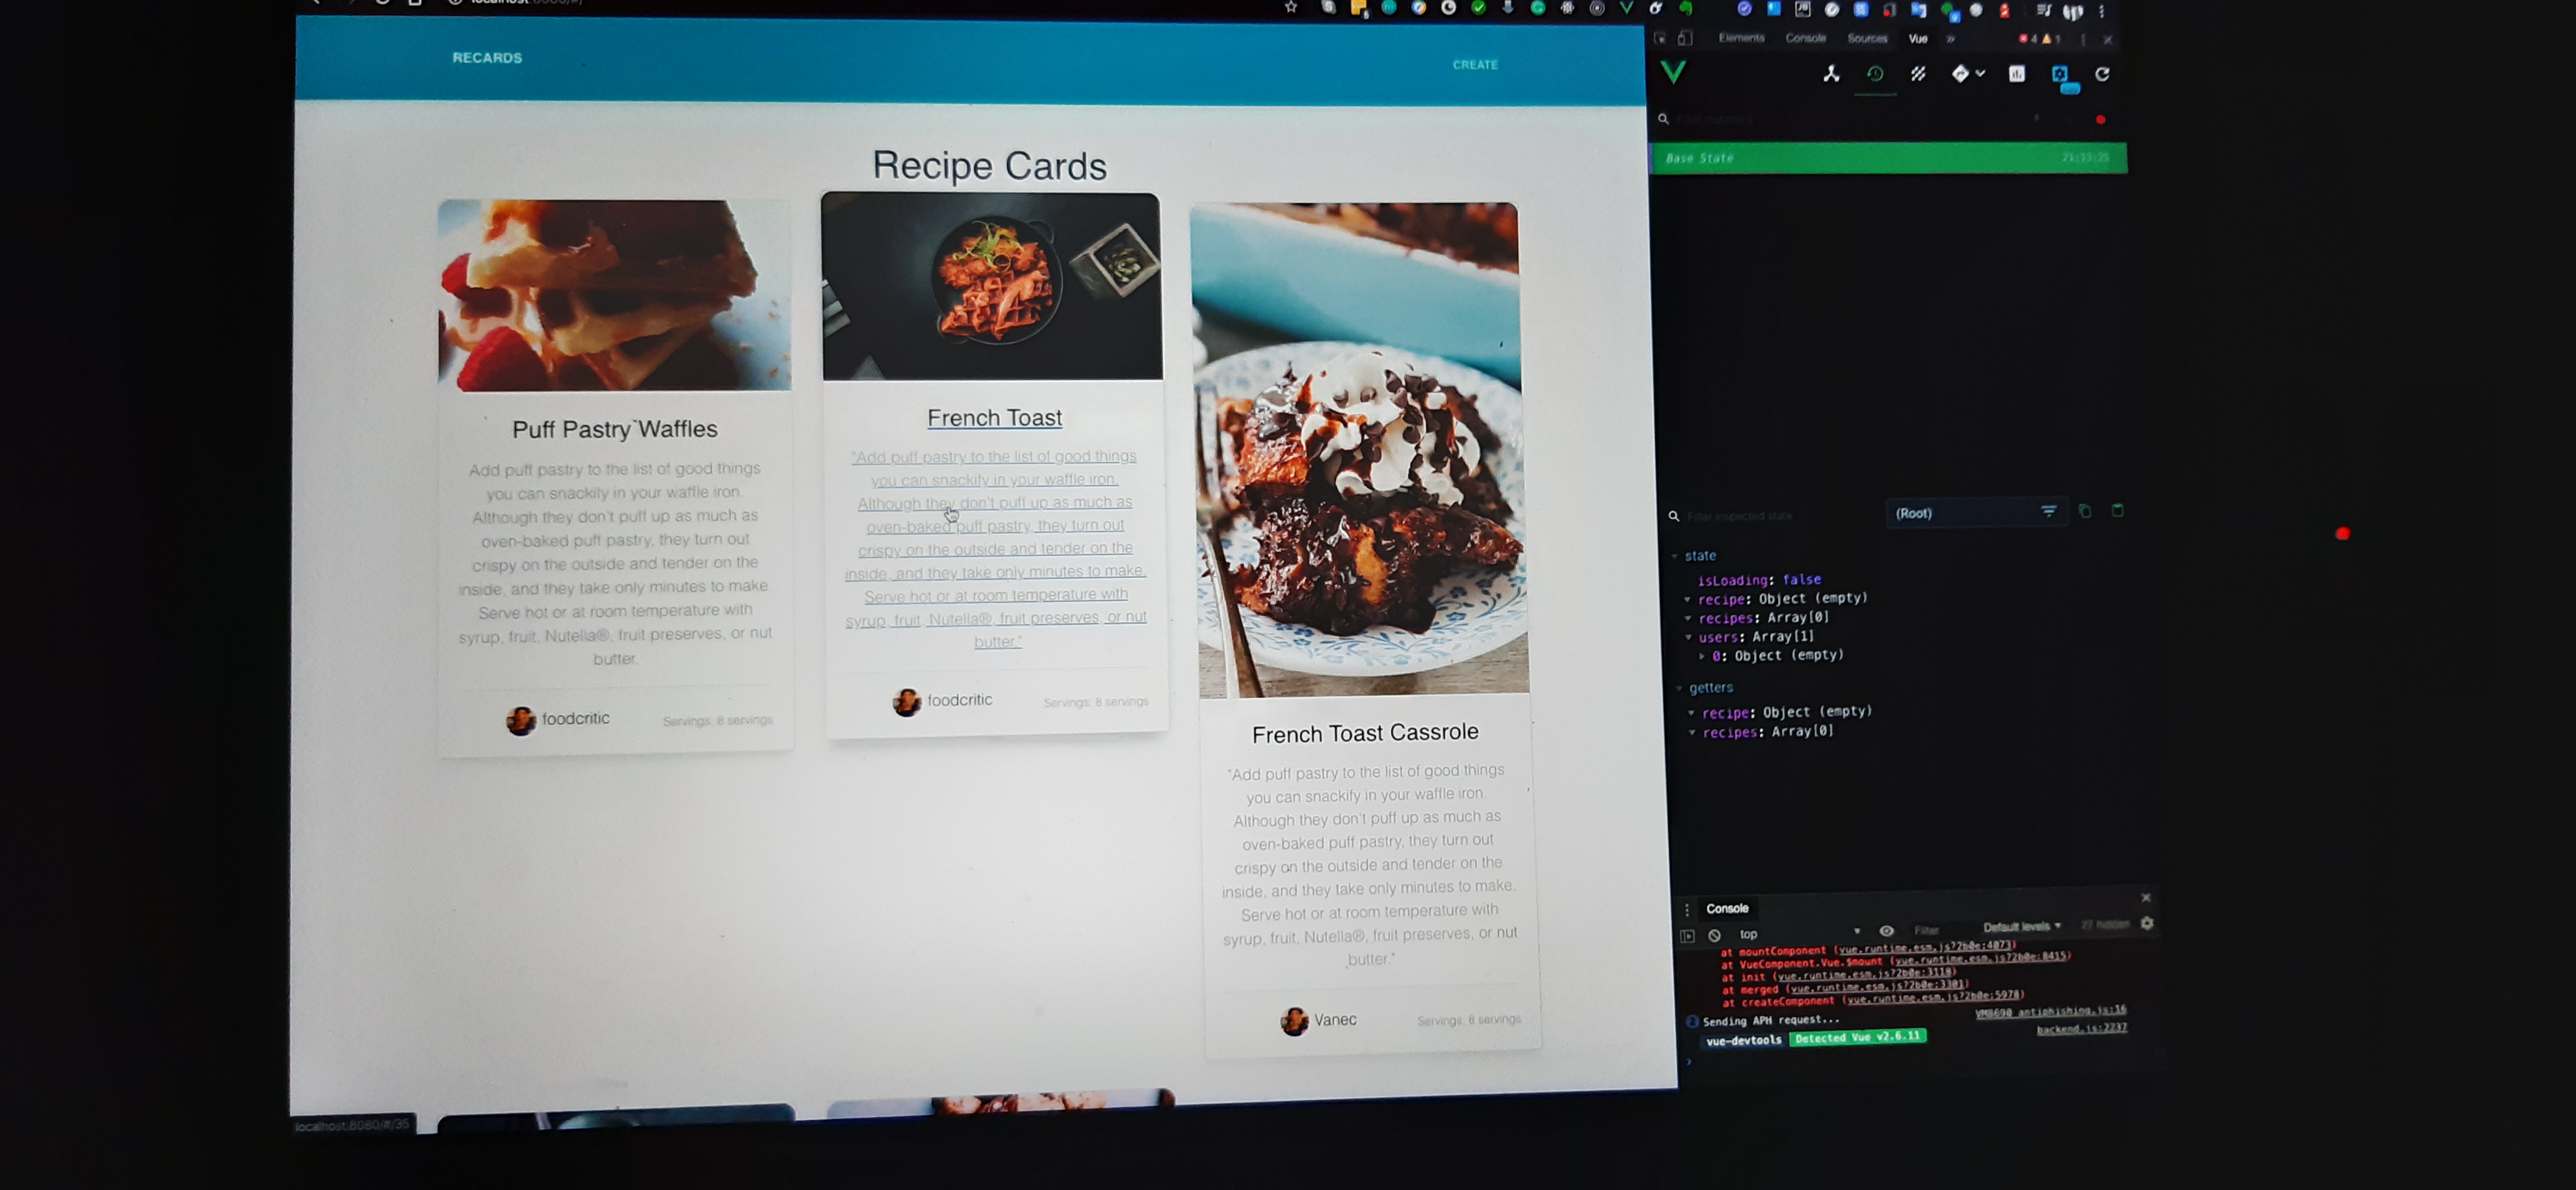 RECARDS
CREATE
Recipe Cards
Puff Pastry Waffles
Add puff pastry to the list of good things
you can snackify in your waffle iron.
Although they don't puff up as much as
oven-baked puff pastry, they turn out
crispy on the outside and tender on the
inside, and they take only minutes to make.
Serve hot or at room temperature with
syrup, fruit, Nutella®, fruit preserves, or nut
butter.
foodcritic
Servings: 8 servings
French Toast
"Add puff pastry to the list of good things
you can snackify in your waffle iron.
Although they don't puff up as much as
oven-baked puff pastry, they turn out
crispy on the outside and tender on the
inside, and they take only minutes to make.
Serve hot or at room temperature with
syrup, fruit, Nutella®, fruit preserves, or nut
butter."
foodcritic
Servings: 8 servings
French Toast Cassrole
"Add puff pastry to the list of good things
you can snackify in your waffle iron.
Although they don't puff up as much as
oven-baked puff pastry, they turn out
crispy on the outside and tender on the
inside, and they take only minutes to make.
Serve hot or at room temperature with
syrup, fruit, Nutella®, fruit preserves, or nut
butter."
Vanec
Servings: 6 servings
localhost:8080/#/35
Elements Console Sources Vue » 4 1
Base State
Filter inspected state
(Root)
state
isLoading: false
recipe: Object (empty)
recipes: Array[0]
users: Array[1]
0: Object (empty)
getters
recipe: Object (empty)
recipes: Array[0]
Console
top Filter Default levels 27 hidden
at mountComponent (vue.runtime.esm.js?2b0e:4073)
at VueComponent.Vue.$mount (vue.runtime.esm.js?2b0e:8415)
at init (vue.runtime.esm.js?2b0e:3118)
at merged (vue.runtime.esm.js?2b0e:3301)
at createComponent (vue.runtime.esm.js?2b0e:5978)
2 Sending APH request... VM8690 antiphishing.js:16
vue-devtools Detected Vue v2.6.11 backend.js:2237